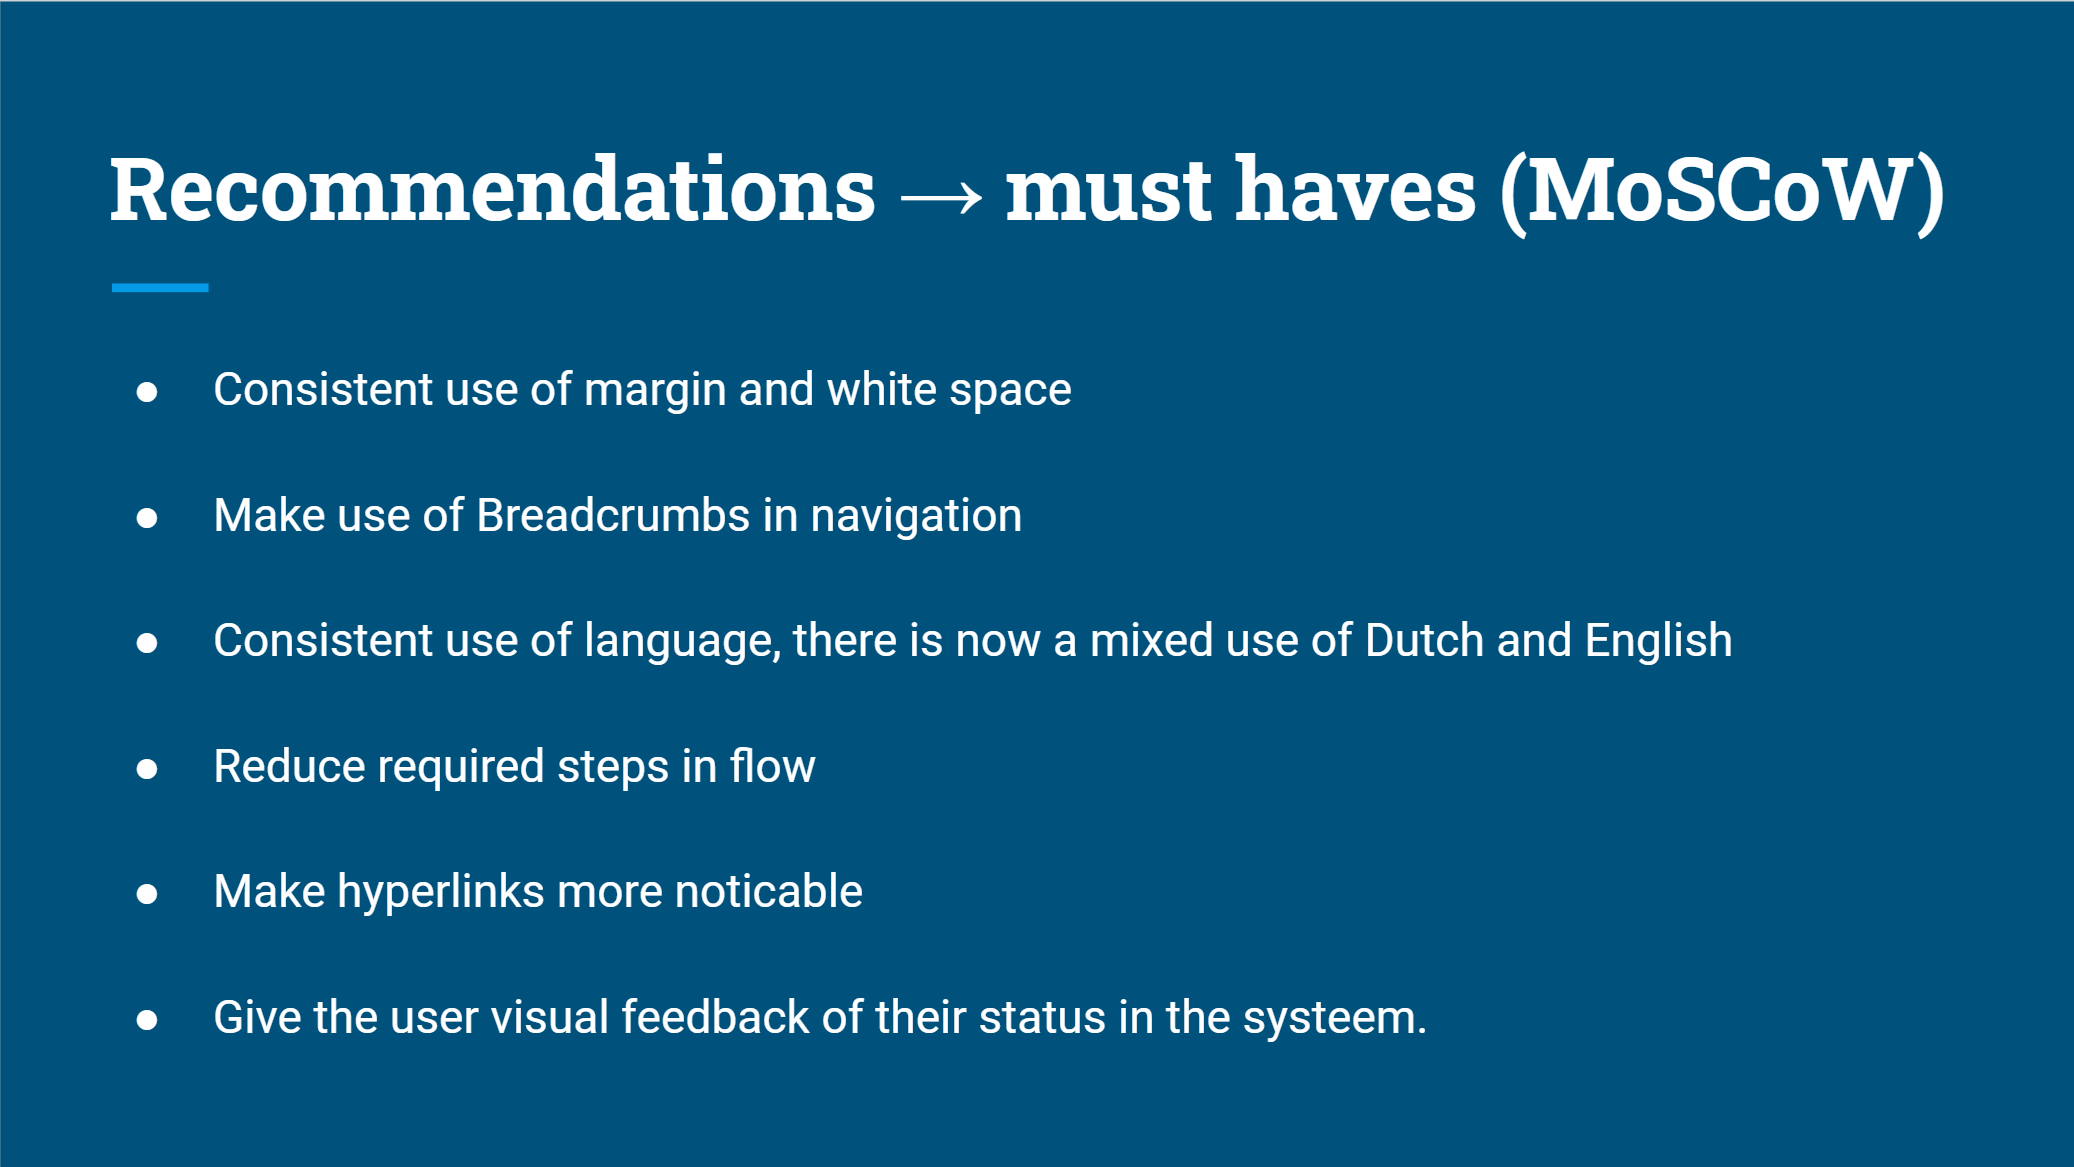 Recommendations → must haves (MoSCoW)
● Consistent use of margin and white space
● Make use of Breadcrumbs in navigation
● Consistent use of language, there is now a mixed use of Dutch and English
● Reduce required steps in flow
● Make hyperlinks more noticable
● Give the user visual feedback of their status in the systeem.